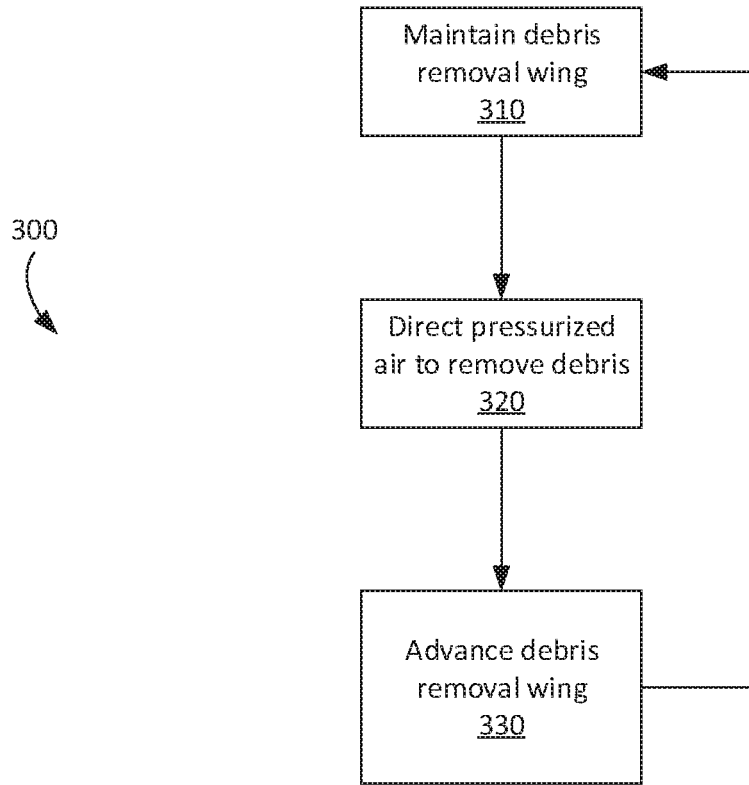 Maintain debris
removal wing
310
300
Direct pressurized
air to remove debris
320
Advance debris
removal wing
330